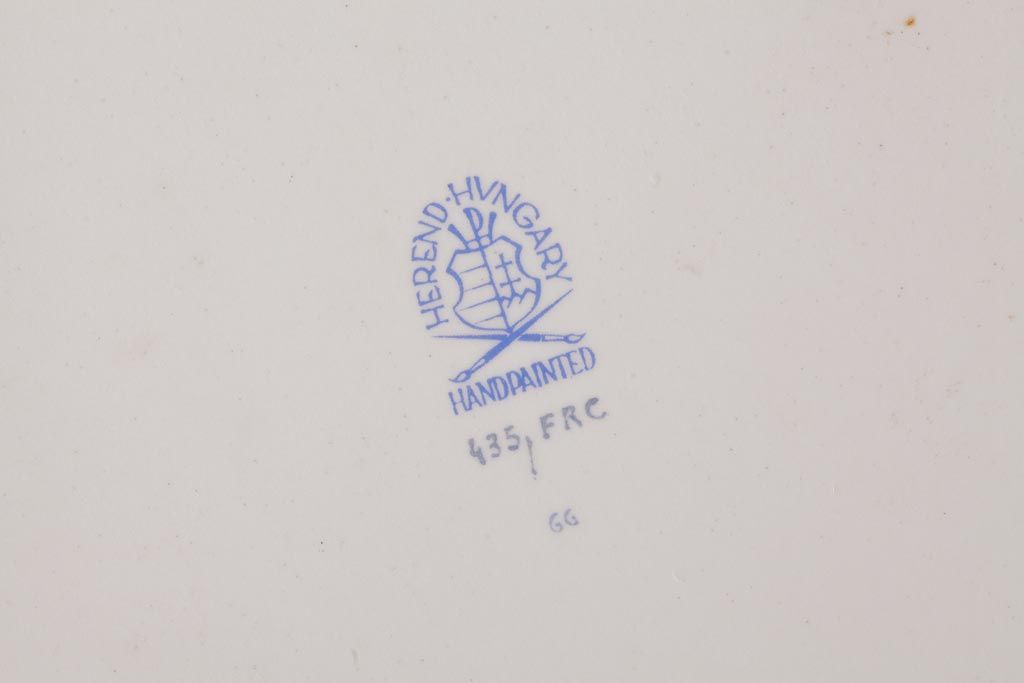 HEREND·HVNGARY
HANDPAINTED
435, FRC
GG